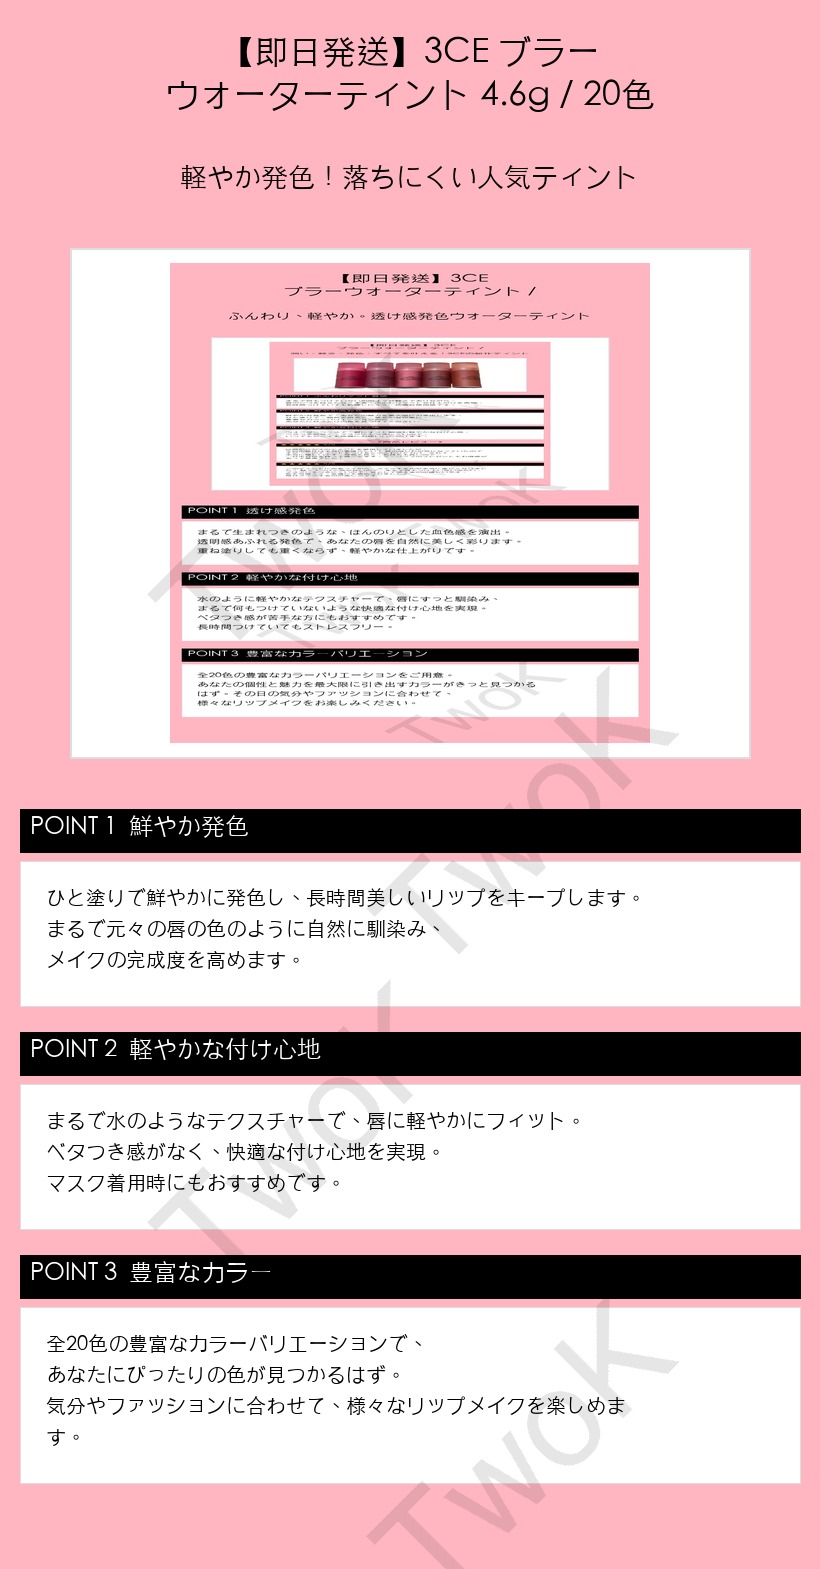 【即日発送】3CE ブラー
ウォーターティント 4.6g / 20色
軽やか発色！落ちにくい人気ティント
【即日発送】3CE
ブラーウォーターティント /
ふんわり、軽やか。透け感発色ウォーターティント
POINT 1 透け感発色
まるで生まれつきのような、ほんのりとした血色感を演出。
透明感あふれる発色で、あなたの唇を自然に美しく彩ります。
重ね塗りしても重くならず、軽やかな仕上がりです。
POINT 2 軽やかな付け心地
水のように軽やかなテクスチャーで、唇にすっと馴染み、
まるで何もつけていないような快適な付け心地を実現。
ベタつき感が苦手な方にもおすすめです。
長時間つけていてもストレスフリー。
POINT 3 豊富なカラーバリエーション
全20色の豊富なカラーバリエーションをご用意。
あなたの個性と魅力を最大限に引き出すカラーがきっと見つかる
はず。その日の気分やファッションに合わせて、
様々なリップメイクをお楽しみください。
POINT 1 鮮やか発色
ひと塗りで鮮やかに発色し、長時間美しいリップをキープします。
まるで元々の唇の色のように自然に馴染み、
メイクの完成度を高めます。
POINT 2 軽やかな付け心地
まるで水のようなテクスチャーで、唇に軽やかにフィット。
ベタつき感がなく、快適な付け心地を実現。
マスク着用時にもおすすめです。
POINT 3 豊富なカラー
全20色の豊富なカラーバリエーションで、
あなたにぴったりの色が見つかるはず。
気分やファッションに合わせて、様々なリップメイクを楽しめま
す。
TwoK
TwoK
TwoK
TwoK
TwoK
TwoK
TwoK